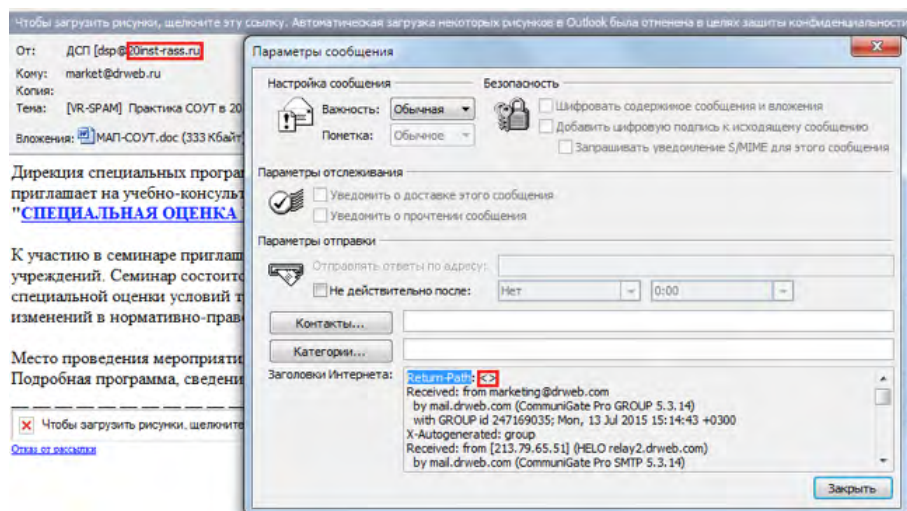 Чтобы загрузить рисунки, щелкните эту ссылку. Автоматическая загрузка некоторых рисунков в Outlook была отменена в целях защиты конфиденциальности
От: ДСП [dsp@20inst-rass.ru
Кому: market@drweb.ru
Копия:
Тема: [VR-SPAM] Практика СОУТ в 20
Вложения: МАП-СОУТ.doc (333 Кбайт)
Дирекция специальных програ
приглашает на учебно-консульт
"СПЕЦИАЛЬНАЯ ОЦЕНКА
К участию в семинаре приглаш
учреждений. Семинар состоитс
специальной оценки условий т
изменений в нормативно-прав
Место проведения мероприяти
Подробная программа, сведени
Чтобы загрузить рисунки, щелкните
Отказ от рассылки
Параметры сообщения
Настройка сообщения
Важность: Обычная
Пометка: Обычное
Безопасность
Шифровать содержимое сообщения и вложения
Добавить цифровую подпись к исходящему сообщению
Запрашивать уведомление S/MIME для этого сообщения
Параметры отслеживания
Уведомить о доставке этого сообщения
Уведомить о прочтении сообщения
Параметры отправки
Отправлять ответы по адресу:
Не действительно после: Нет 0:00
Контакты...
Категории...
Заголовки Интернета:
Return-Path: <>
Received: from marketing@drweb.com
by mail.drweb.com (CommuniGate Pro GROUP 5.3.14)
with GROUP id 247169035; Mon, 13 Jul 2015 15:14:43 +0300
X-Autogenerated: group
Received: from [213.79.65.51] (HELO relay2.drweb.com)
by mail.drweb.com (CommuniGate Pro SMTP 5.3.14)
Закрыть